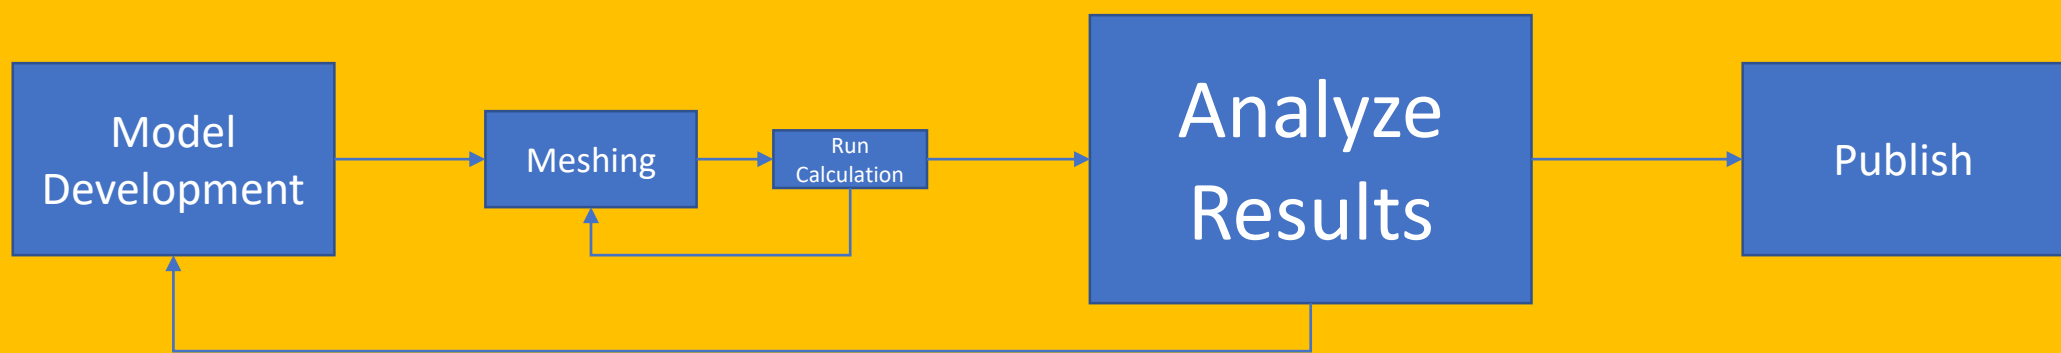 Model
Development
Meshing
Run
Calculation
Analyze
Results
Publish